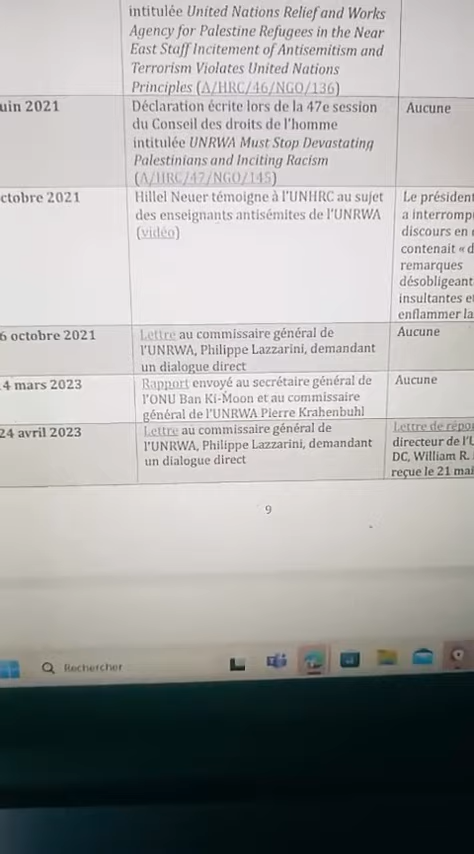 intitulée United Nations Relief and Works
Agency for Palestine Refugees in the Near
East Staff Incitement of Antisemitism and
Terrorism Violates United Nations
Principles (A/HRC/46/NGO/136)
uin 2021
Déclaration écrite lors de la 47e session
du Conseil des droits de l'homme
intitulée UNRWA Must Stop Devastating
Palestinians and Inciting Racism
(A/HRC/47/NGO/145)
Aucune
ctobre 2021
Hillel Neuer témoigne à l'UNHRC au sujet
des enseignants antisémites de l'UNRWA
(vidéo)
Le président
a interromp
discours en
contenait « d
remarques
désobligeant
insultantes et
enflammer la
6 octobre 2021
Lettre au commissaire général de
l'UNRWA, Philippe Lazzarini, demandant
un dialogue direct
Aucune
4 mars 2023
Rapport envoyé au secrétaire général de
l'ONU Ban Ki-Moon et au commissaire
général de l'UNRWA Pierre Krahenbuhl
Aucune
24 avril 2023
Lettre au commissaire général de
l'UNRWA, Philippe Lazzarini, demandant
un dialogue direct
Lettre de répo
directeur de l'U
DC, William R.
reçue le 21 mai
9
Rechercher